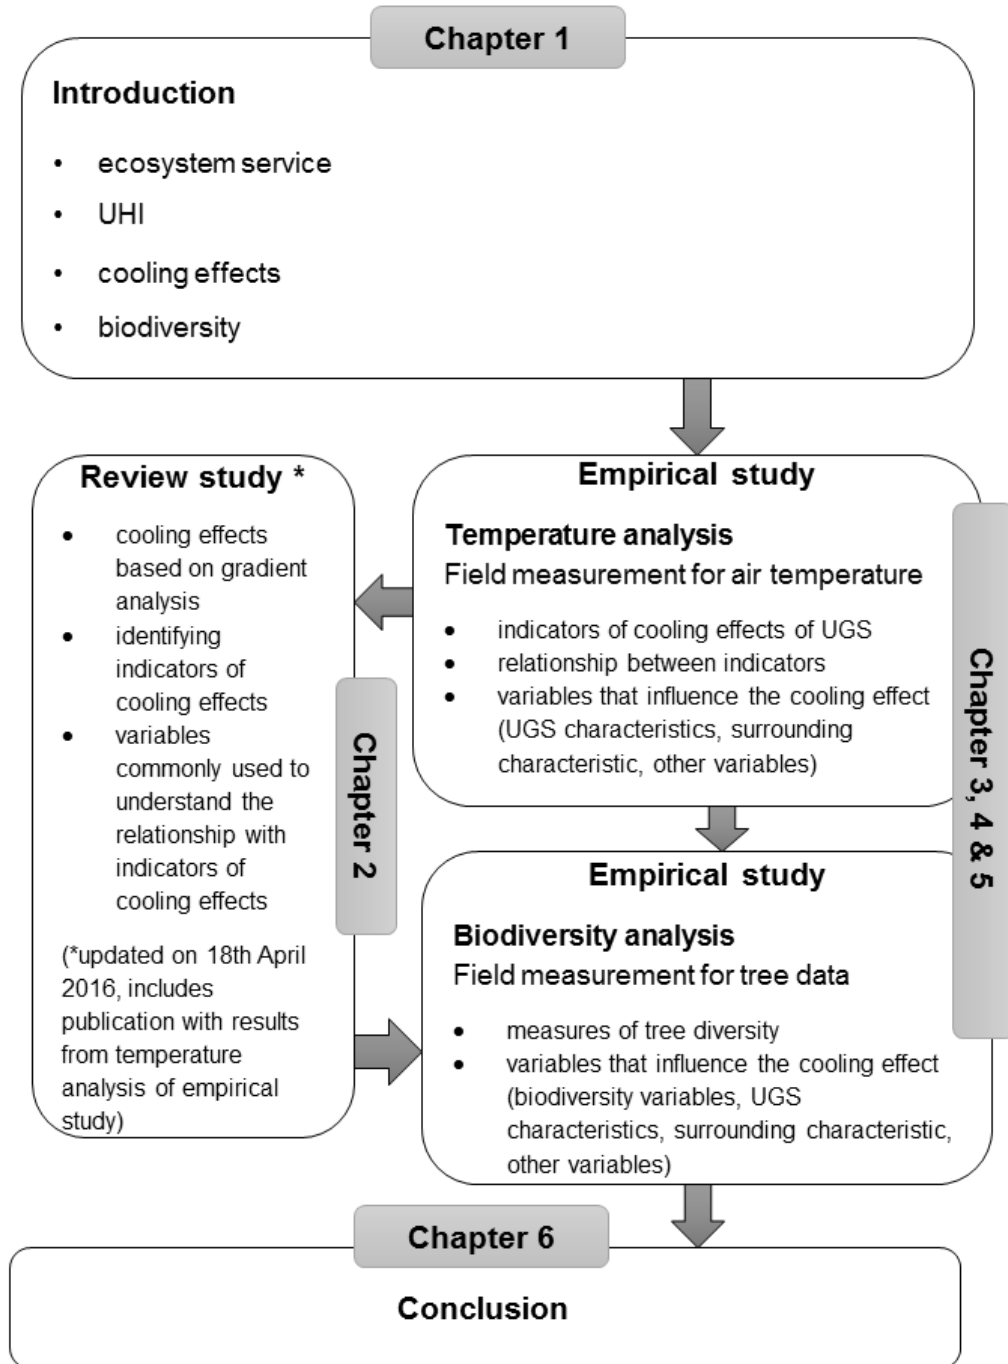 Chapter 1
Introduction
• ecosystem service
• UHI
• cooling effects
• biodiversity
Review study *
• cooling effects
based on gradient
analysis
• identifying
indicators of
cooling effects
• variables
commonly used to
understand the
relationship with
indicators of
cooling effects
(*updated on 18th April
2016, includes
publication with results
from temperature
analysis of empirical
study)
Chapter 2
Empirical study
Temperature analysis
Field measurement for air temperature
• indicators of cooling effects of UGS
• relationship between indicators
• variables that influence the cooling effect
(UGS characteristics, surrounding
characteristic, other variables)
Empirical study
Biodiversity analysis
Field measurement for tree data
• measures of tree diversity
• variables that influence the cooling effect
(biodiversity variables, UGS
characteristics, surrounding characteristic,
other variables)
Chapter 3, 4 & 5
Chapter 6
Conclusion